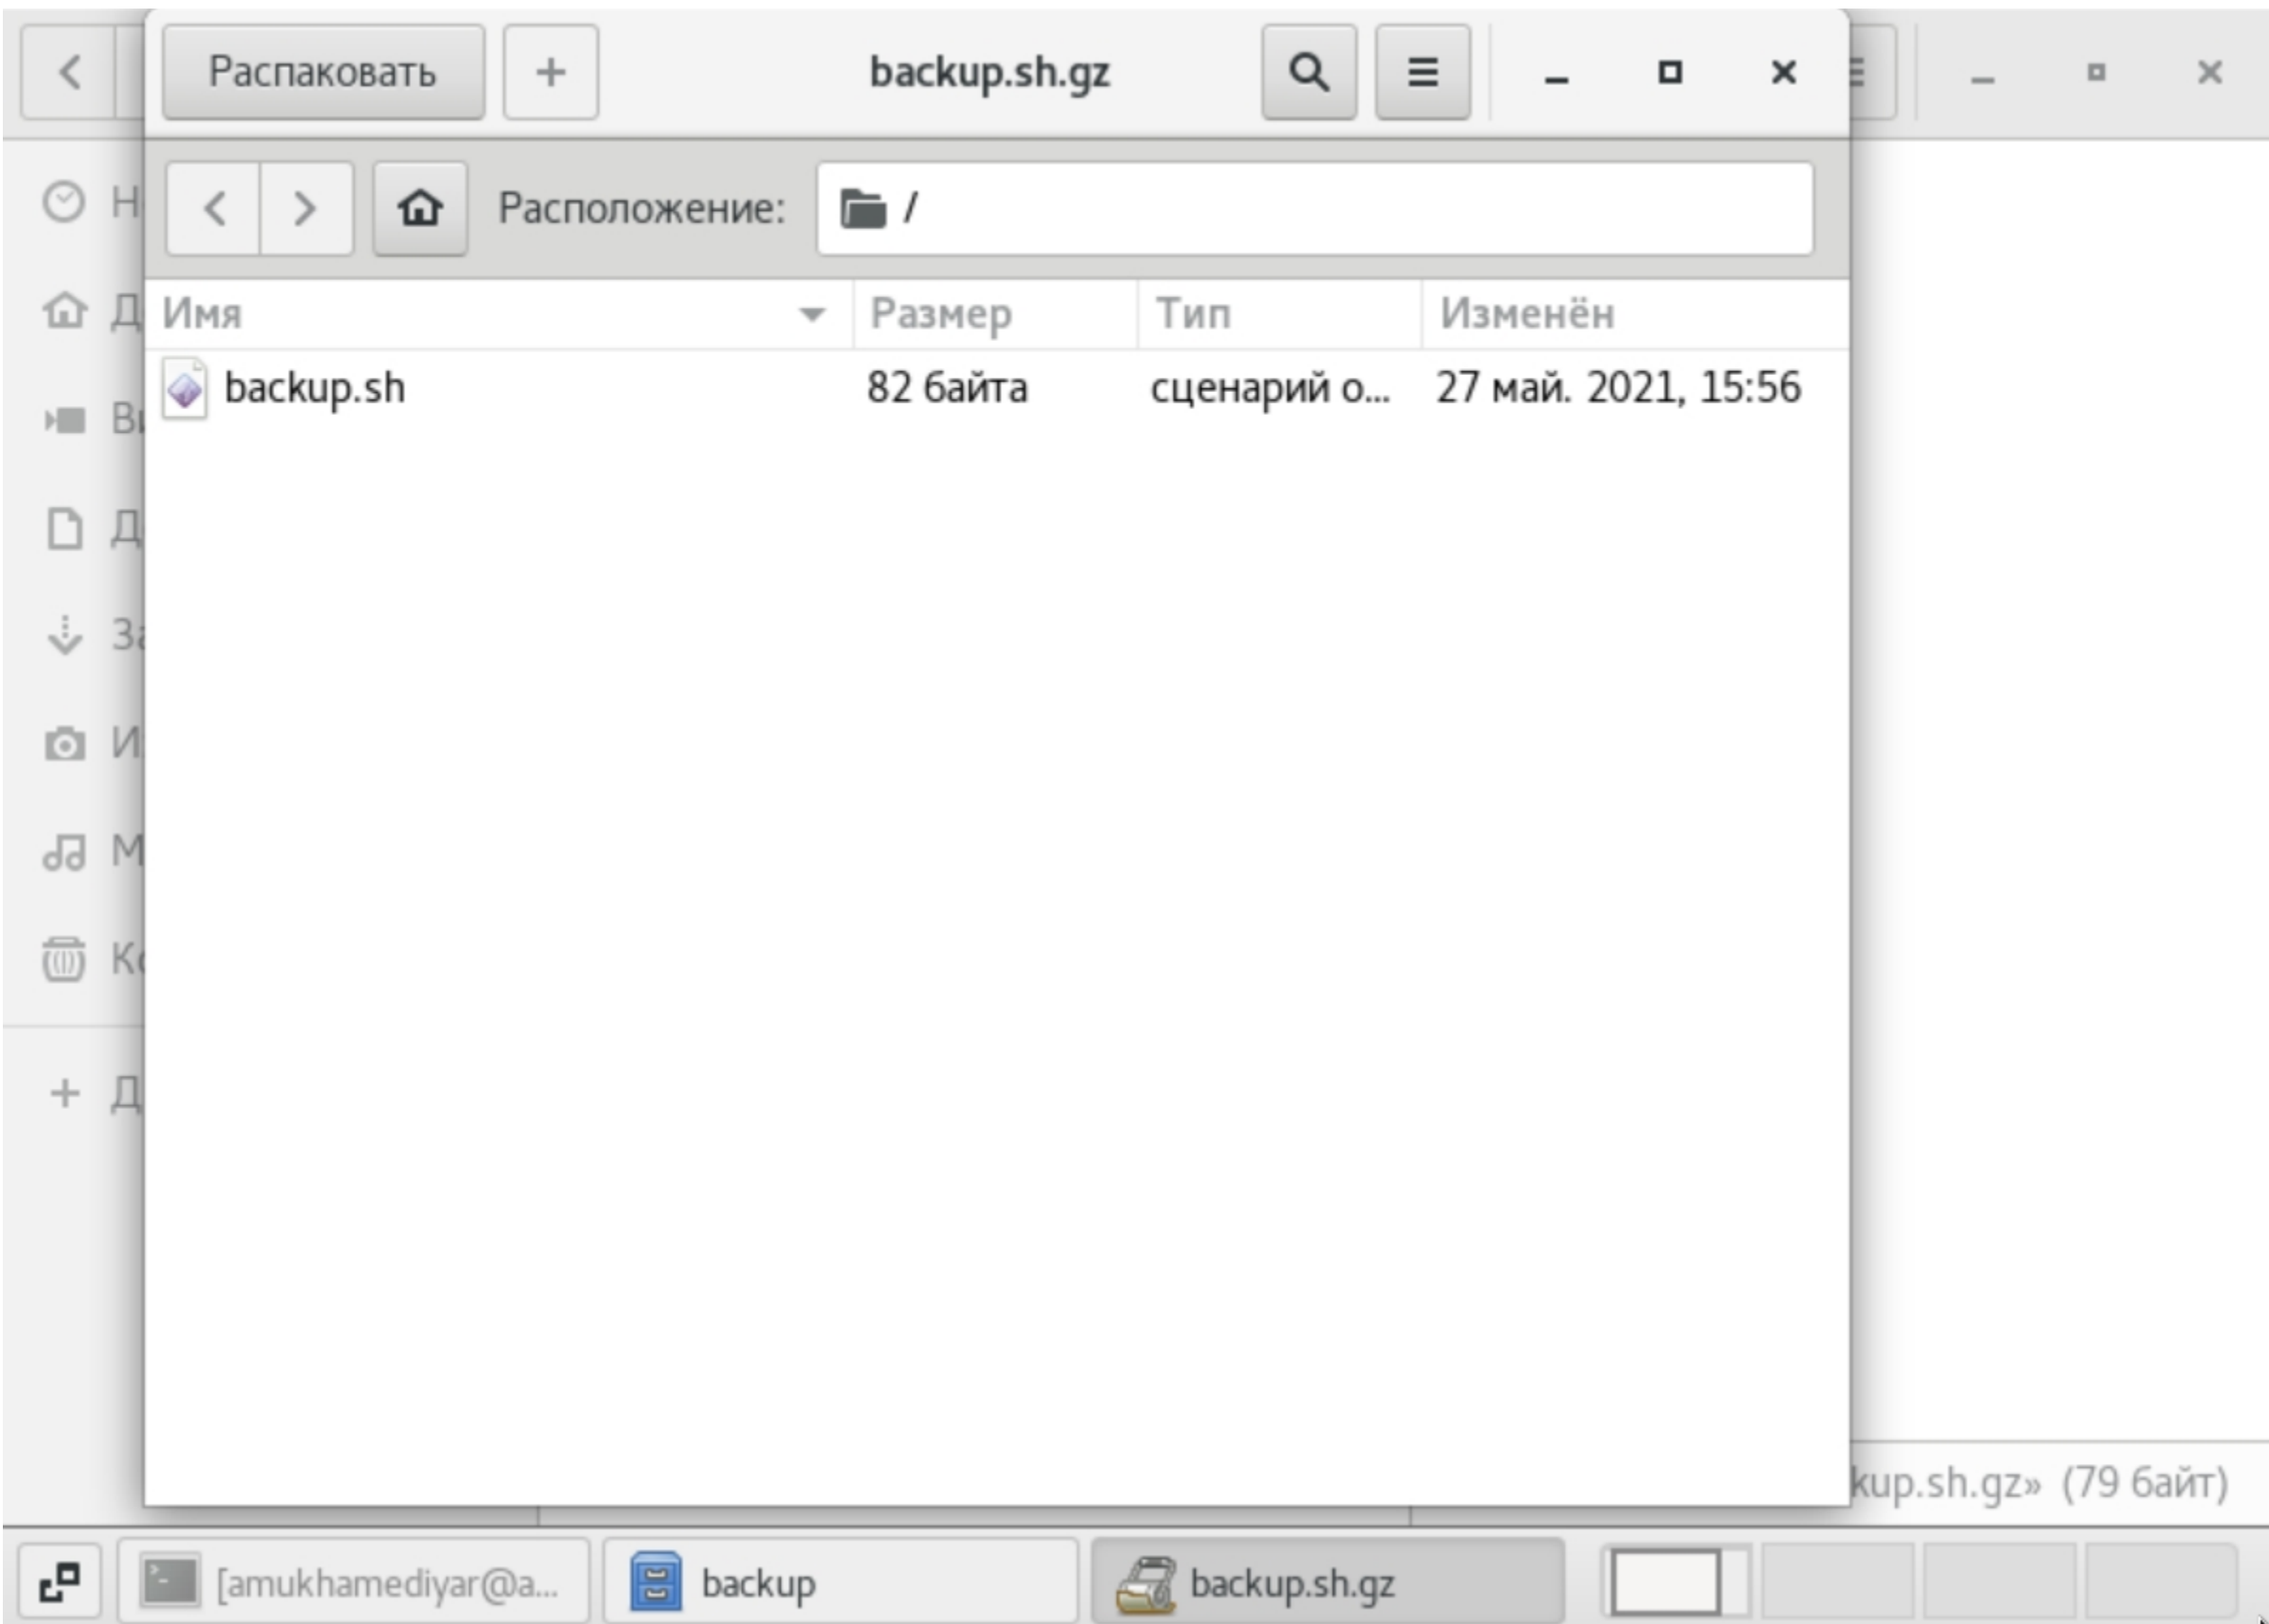 Распаковать backup.sh.gz
Расположение: /
Имя Размер Тип Изменён
backup.sh 82 байта сценарий о... 27 май. 2021, 15:56
kup.sh.gz» (79 байт)
[amukhamediyar@a... backup backup.sh.gz